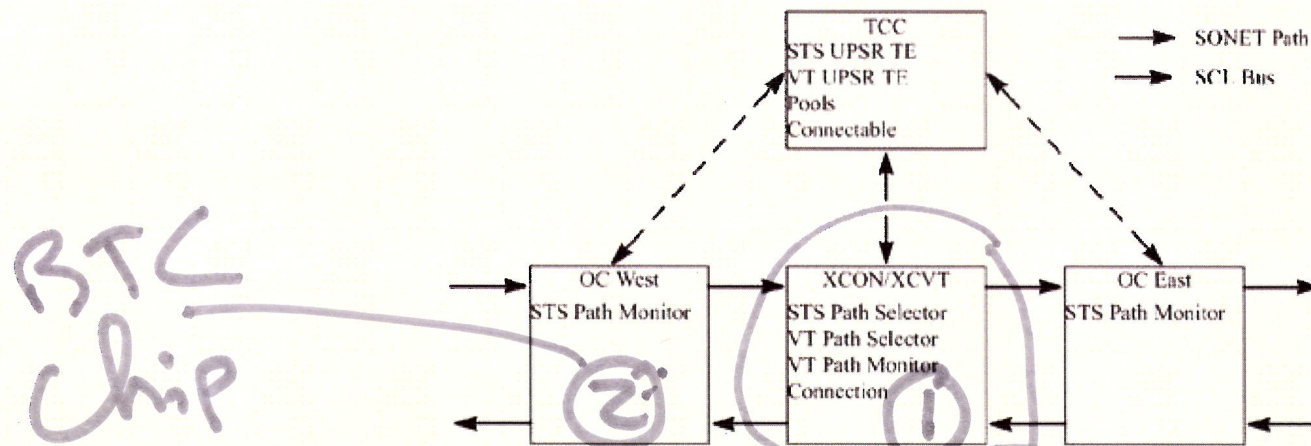 TCC
STS UPSR TE
VT UPSR TE
Pools
Connectable
SONET Path
SCL Bus
BTC
Chip
OC West
STS Path Monitor
2
XCON/XCVT
STS Path Selector
VT Path Selector
VT Path Monitor
Connection
1
OC East
STS Path Monitor